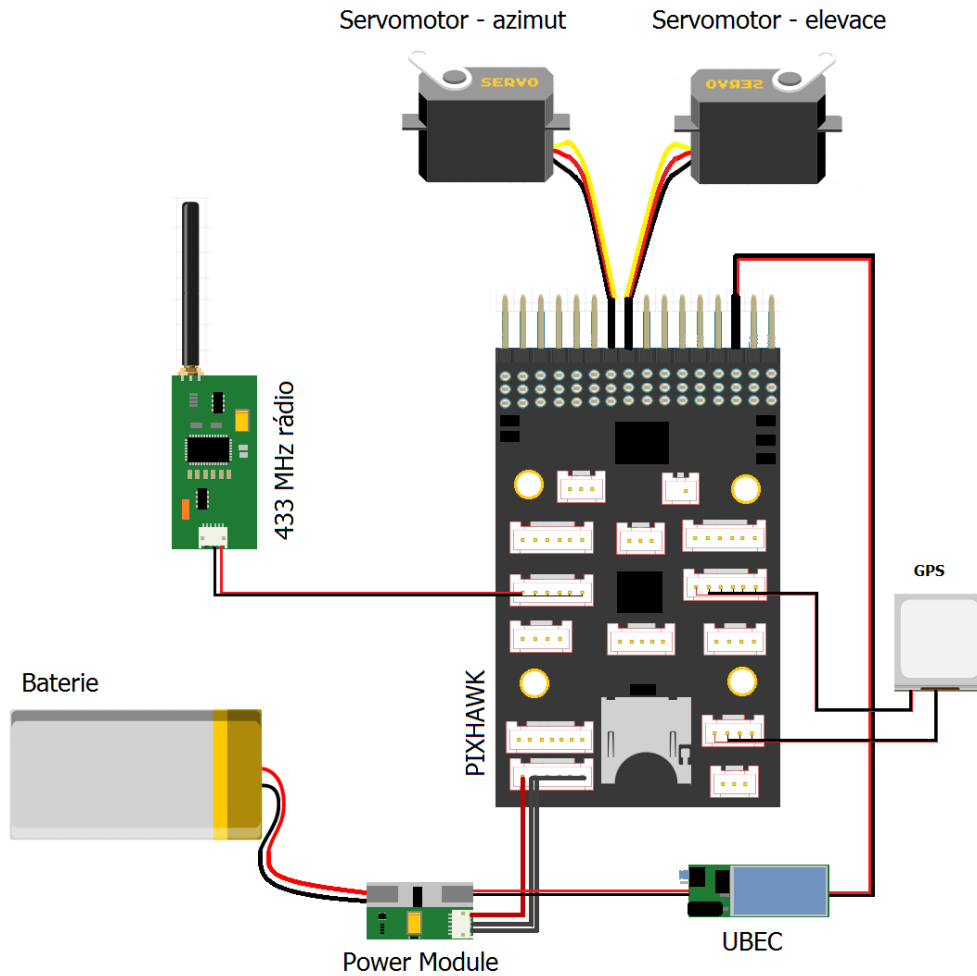 Servomotor - azimut
Servomotor - elevace
SERVO
SERVO
433 MHz rádio
GPS
Baterie
PIXHAWK
UBEC
Power Module